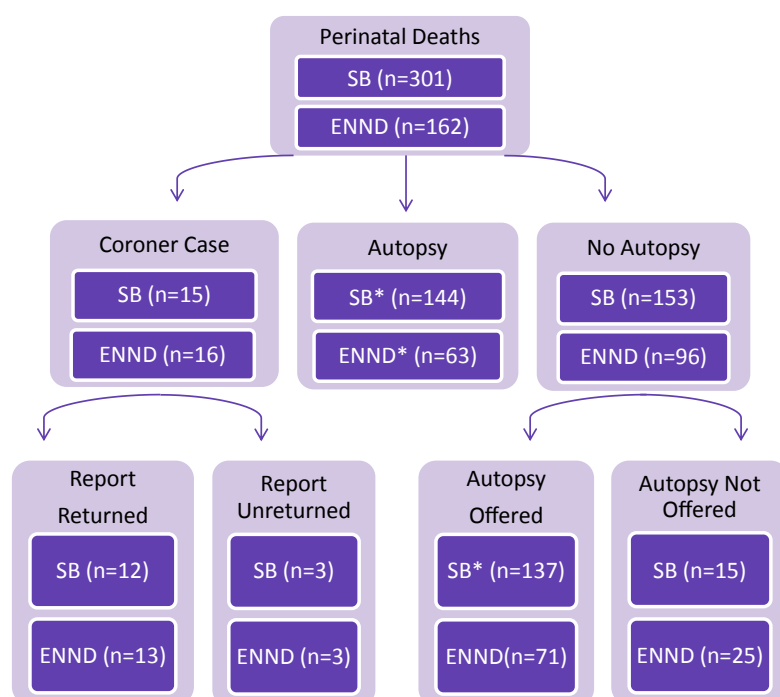 Perinatal Deaths
SB (n=301)
ENND (n=162)
Coroner Case
SB (n=15)
ENND (n=16)
Autopsy
SB* (n=144)
ENND* (n=63)
No Autopsy
SB (n=153)
ENND (n=96)
Report
Returned
SB (n=12)
ENND (n=13)
Report
Unreturned
SB (n=3)
ENND (n=3)
Autopsy
Offered
SB* (n=137)
ENND(n=71)
Autopsy Not
Offered
SB (n=15)
ENND (n=25)